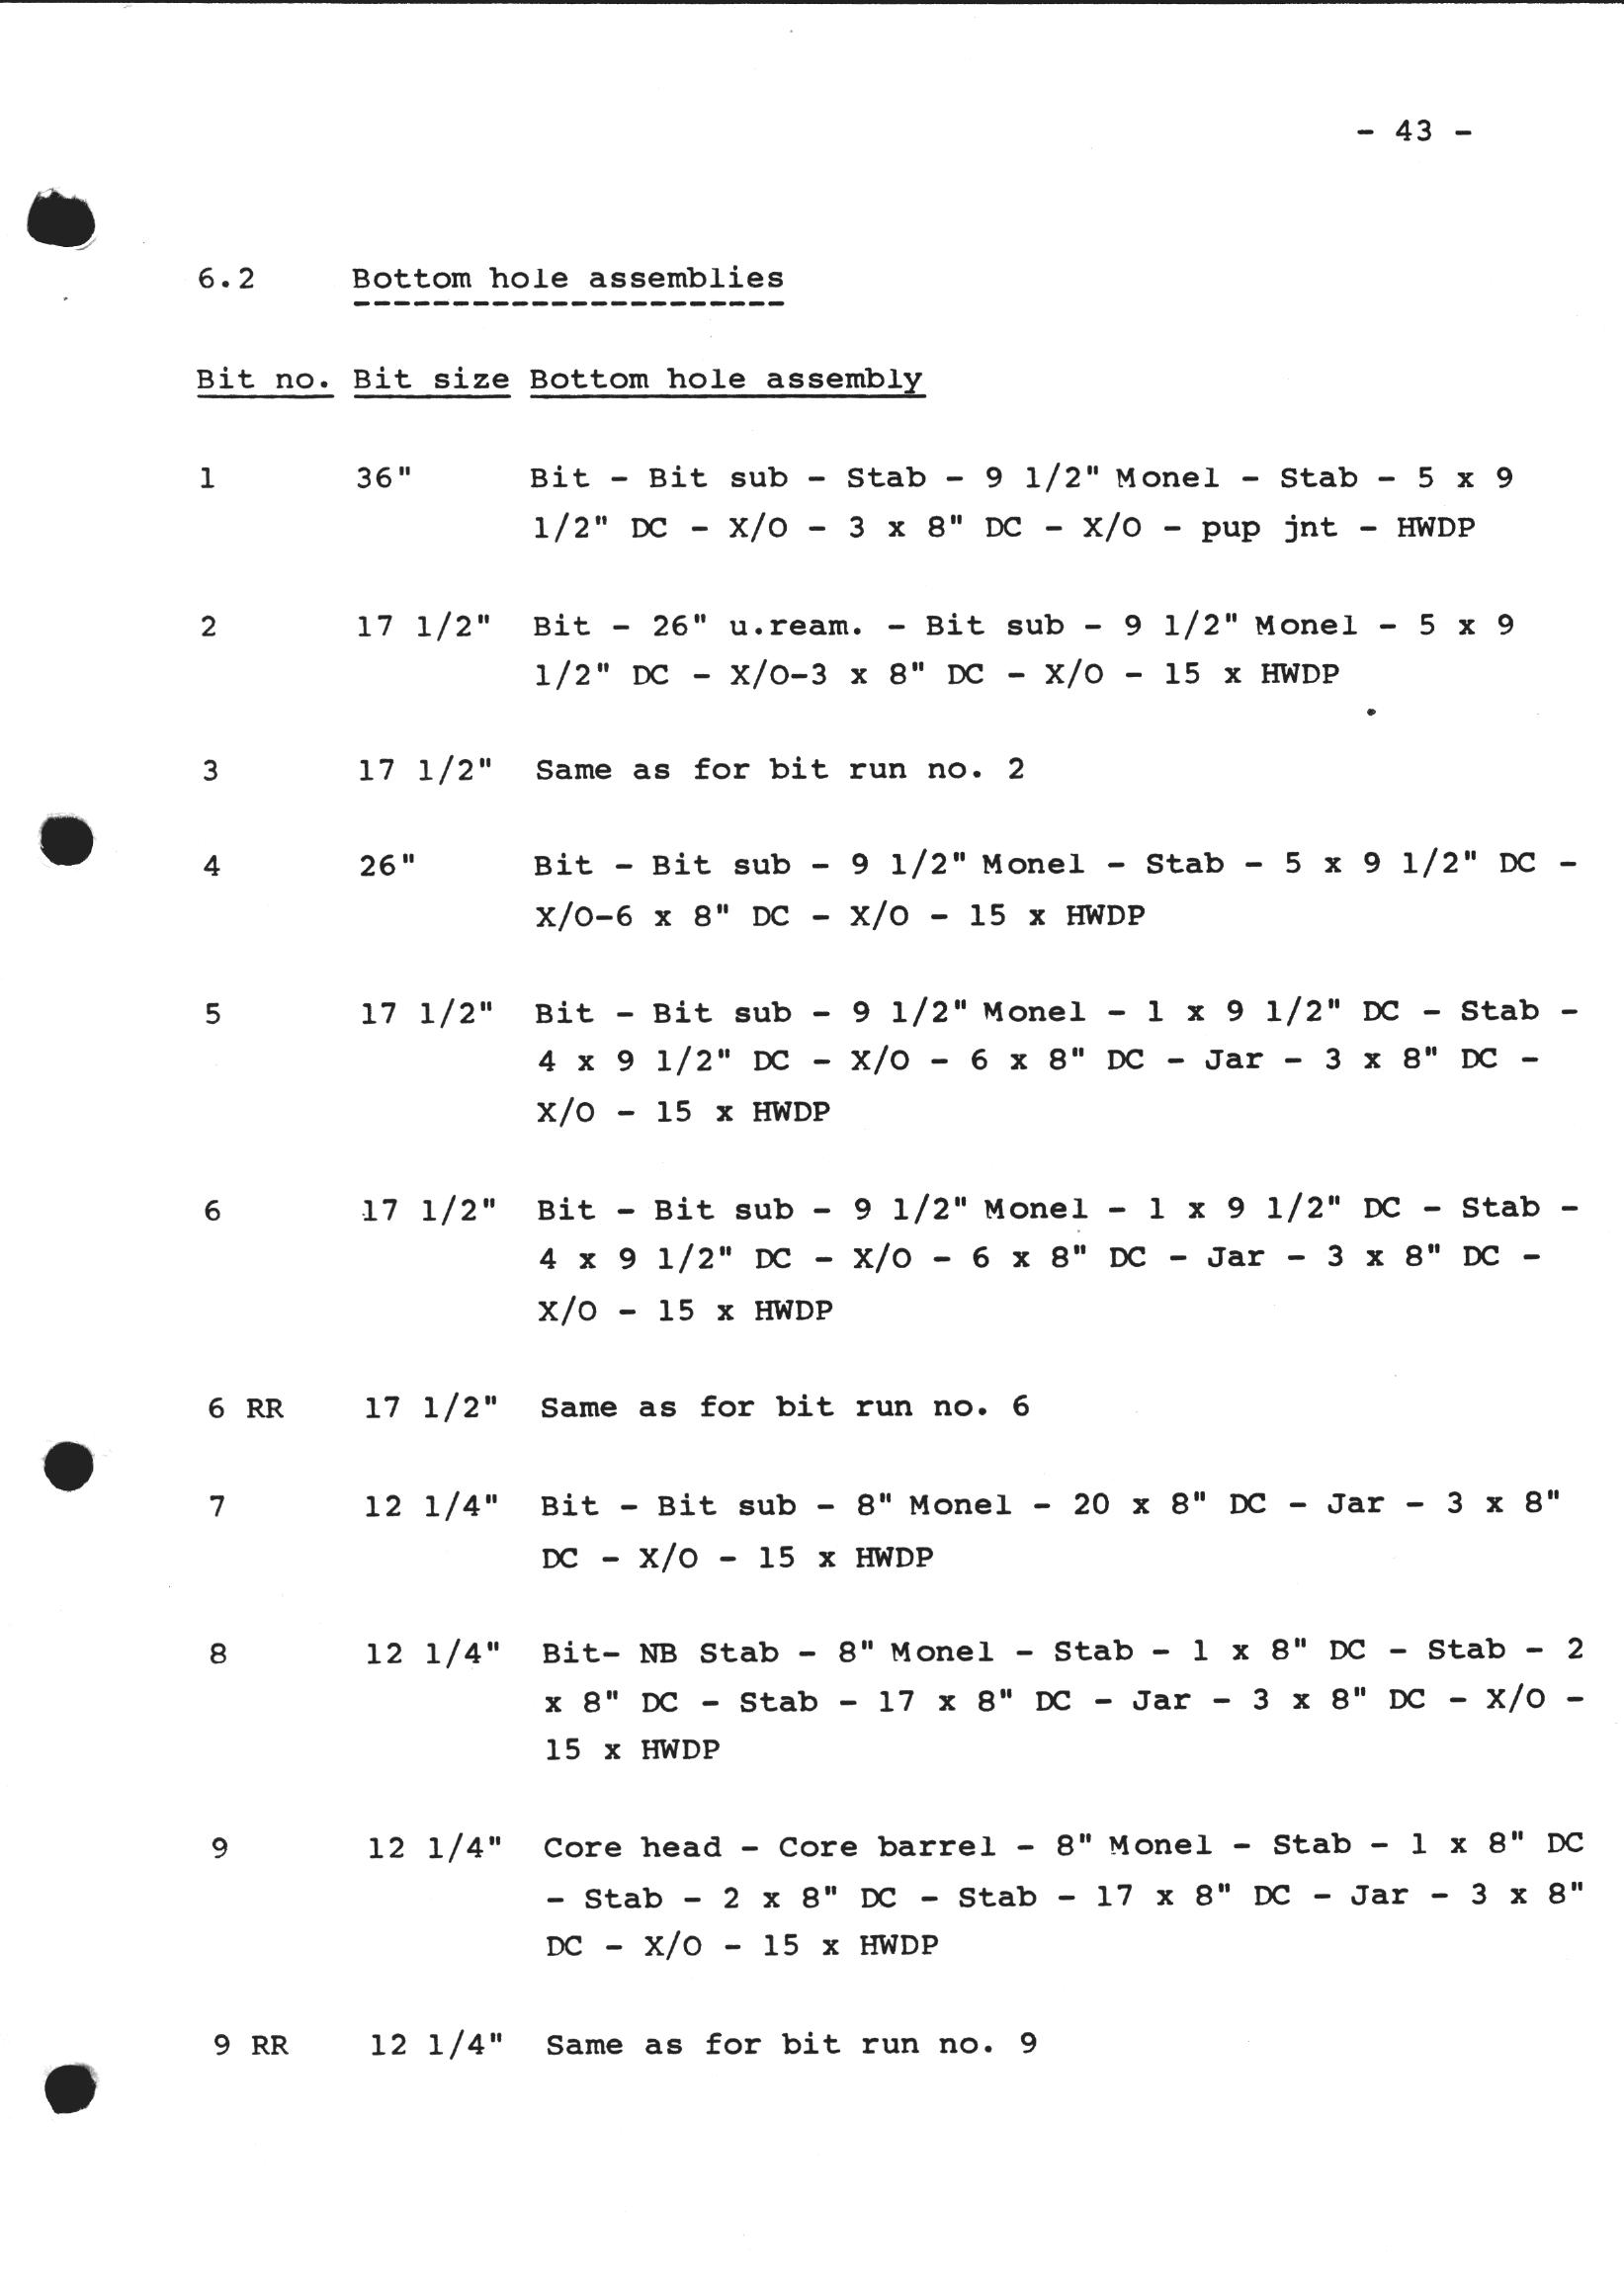 - 43 -
6.2 Bottom hole assemblies
Bit no. Bit size Bottom hole assembly
1 36" Bit - Bit sub - Stab - 9 1/2" Monel - Stab - 5 x 9
1/2" DC - X/O - 3 x 8" DC - X/O - pup jnt - HWDP
2 17 1/2" Bit - 26" u.ream. - Bit sub - 9 1/2" Monel - 5 x 9
1/2" DC - X/O-3 x 8" DC - X/O - 15 x HWDP
3 17 1/2" Same as for bit run no. 2
4 26" Bit - Bit sub - 9 1/2" Monel - Stab - 5 x 9 1/2" DC -
X/O-6 x 8" DC - X/O - 15 x HWDP
5 17 1/2" Bit - Bit sub - 9 1/2" Monel - 1 x 9 1/2" DC - Stab -
4 x 9 1/2" DC - X/O - 6 x 8" DC - Jar - 3 x 8" DC -
X/O - 15 x HWDP
6 17 1/2" Bit - Bit sub - 9 1/2" Monel - 1 x 9 1/2" DC - Stab -
4 x 9 1/2" DC - X/O - 6 x 8" DC - Jar - 3 x 8" DC -
X/O - 15 x HWDP
6 RR 17 1/2" Same as for bit run no. 6
7 12 1/4" Bit - Bit sub - 8" Monel - 20 x 8" DC - Jar - 3 x 8"
DC - X/O - 15 x HWDP
8 12 1/4" Bit- NB Stab - 8" Monel - Stab - 1 x 8" DC - Stab - 2
x 8" DC - Stab - 17 x 8" DC - Jar - 3 x 8" DC - X/O -
15 x HWDP
9 12 1/4" Core head - Core barrel - 8" Monel - Stab - 1 x 8" DC
- Stab - 2 x 8" DC - Stab - 17 x 8" DC - Jar - 3 x 8"
DC - X/O - 15 x HWDP
9 RR 12 1/4" Same as for bit run no. 9